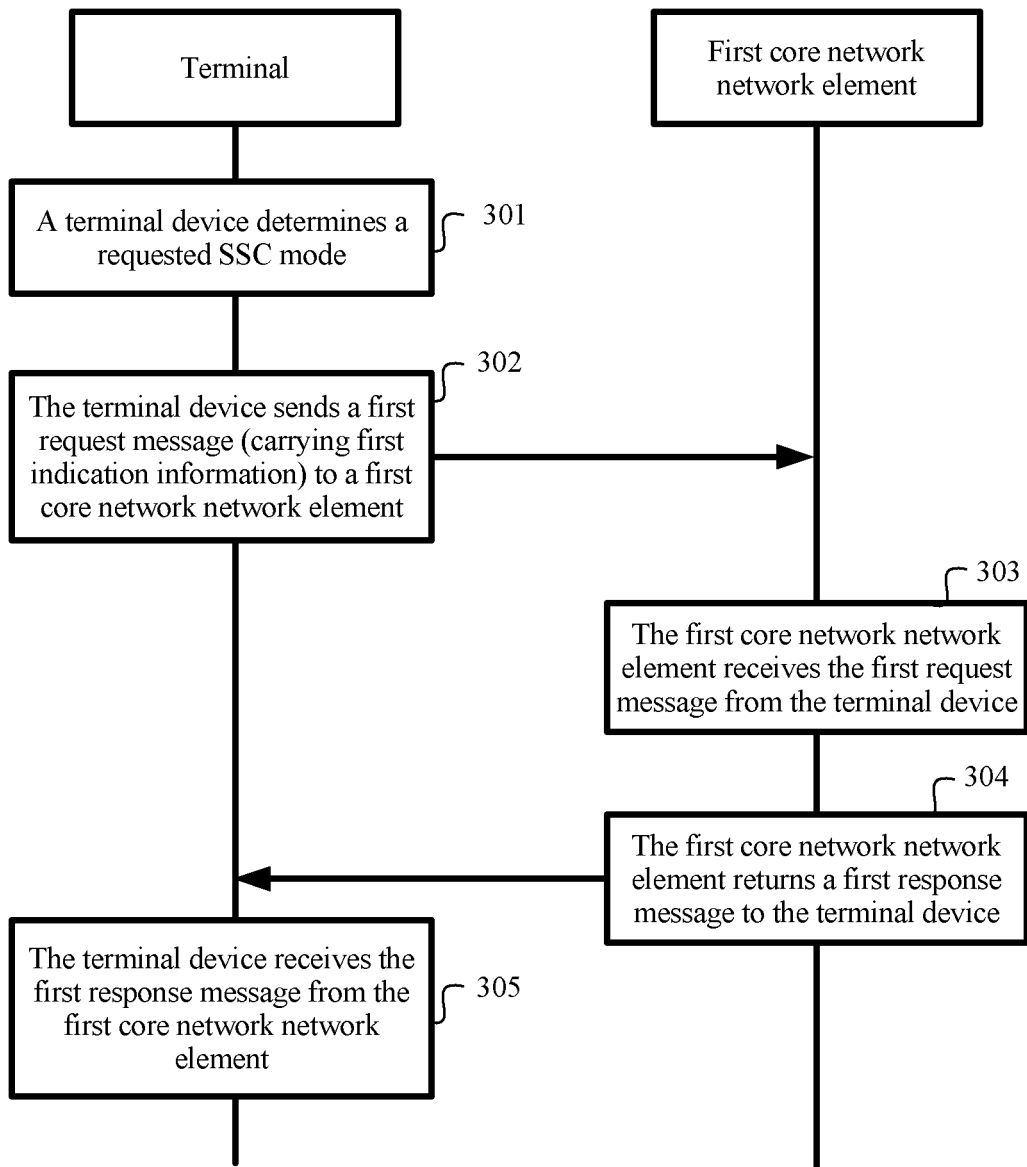 Terminal
First core network
network element
A terminal device determines a
requested SSC mode
301
302
The terminal device sends a first
request message (carrying first
indication information) to a first
core network network element
303
The first core network network
element receives the first request
message from the terminal device
304
The first core network network
element returns a first response
message to the terminal device
The terminal device receives the
first response message from the
first core network network
element
305